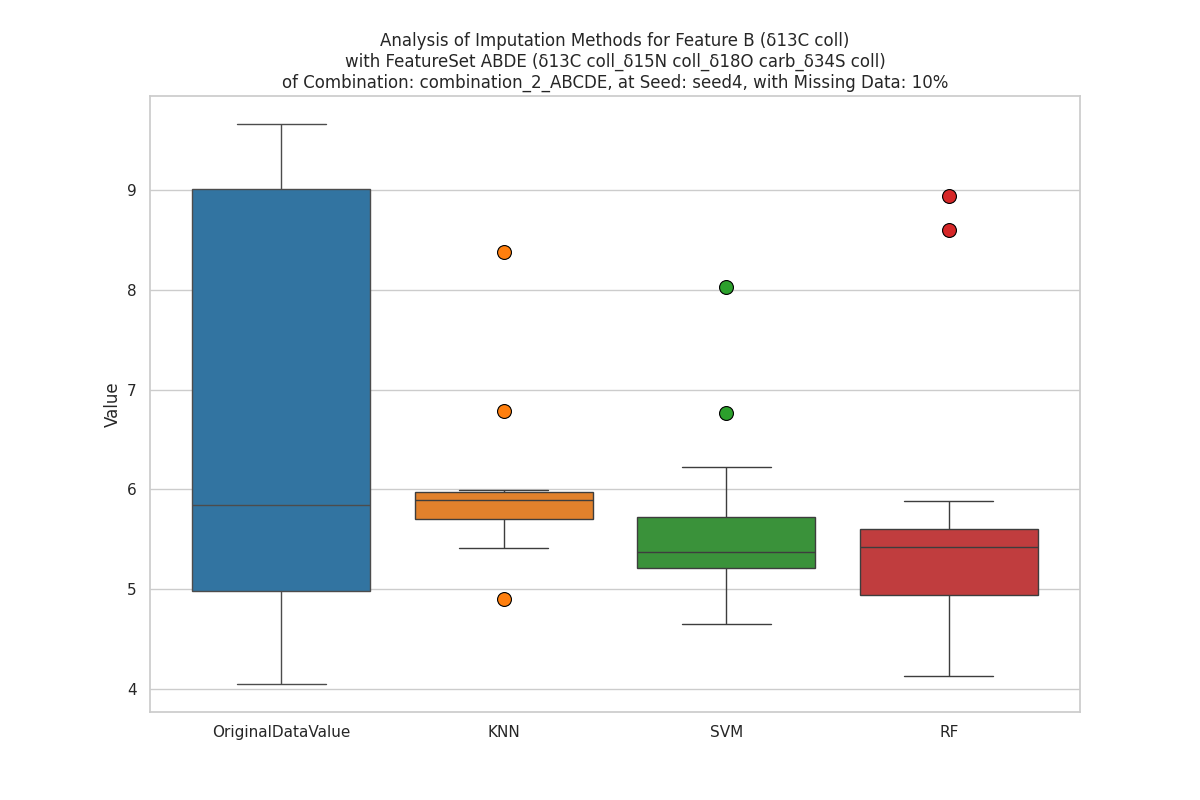 Analysis of Imputation Methods for Feature B (δ13C coll)
with FeatureSet ABDE (δ13C coll_δ15N coll_δ18O carb_δ34S coll)
of Combination: combination_2_ABCDE, at Seed: seed4, with Missing Data: 10%
Value
9
8
7
6
5
4
OriginalDataValue
KNN
SVM
RF